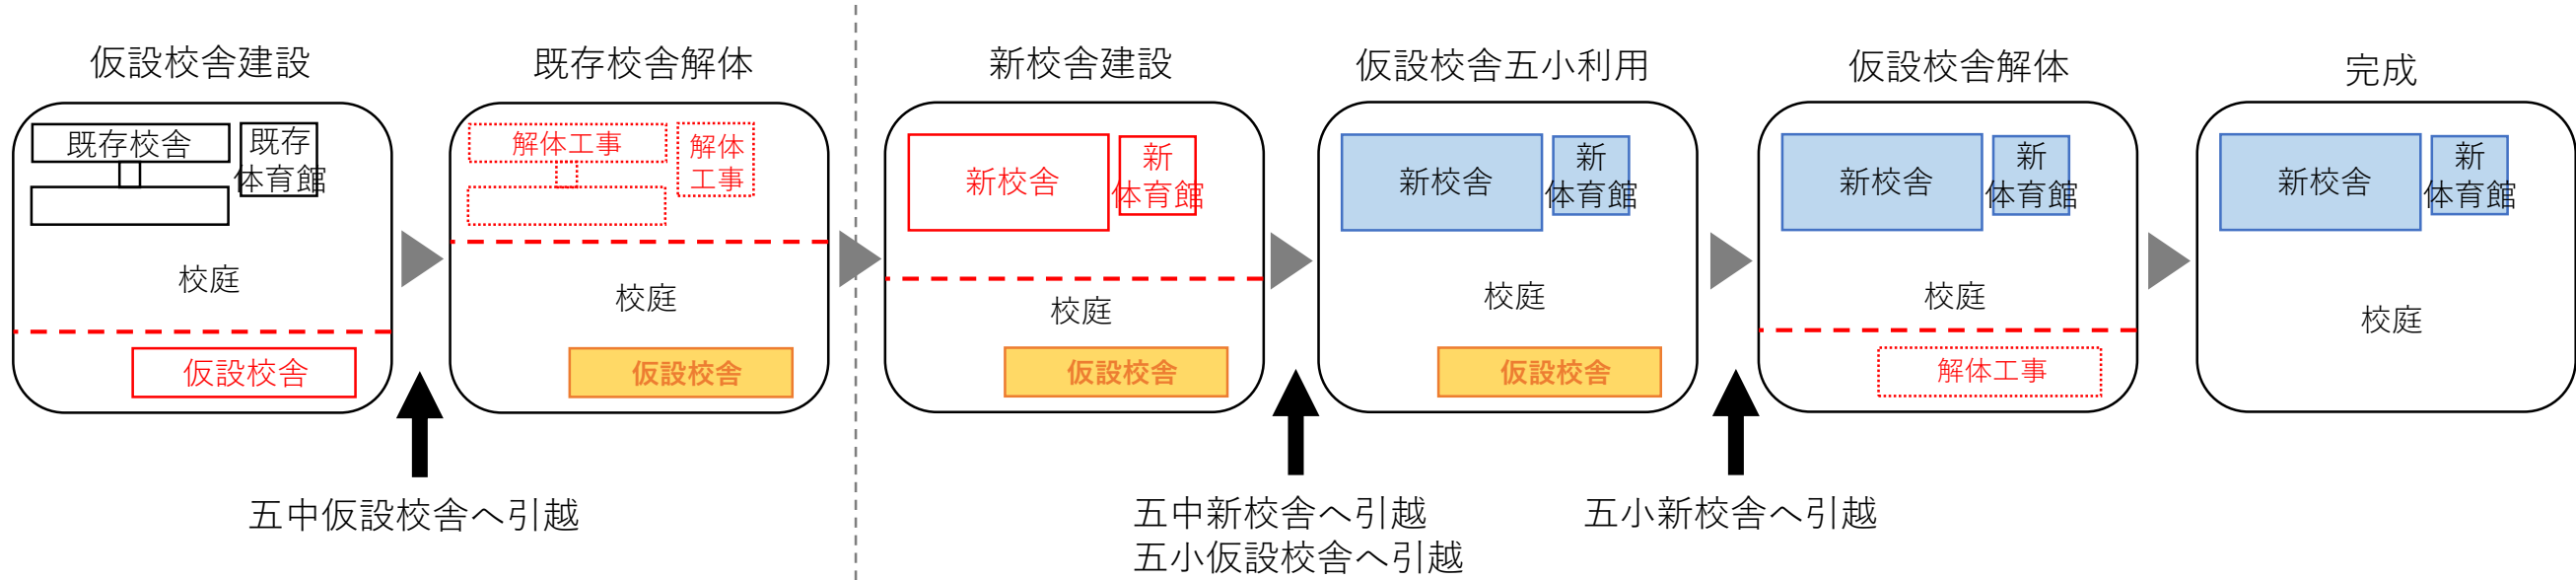 仮設校舎建設
既存校舎
既存
体育館
校庭
仮設校舎
五中仮設校舎へ引越
既存校舎解体
解体工事
解体
工事
校庭
仮設校舎
新校舎建設
新校舎
新
体育館
校庭
仮設校舎
五中新校舎へ引越
五小仮設校舎へ引越
仮設校舎五小利用
新校舎
新
体育館
校庭
仮設校舎
五小新校舎へ引越
仮設校舎解体
新校舎
新
体育館
校庭
解体工事
完成
新校舎
新
体育館
校庭